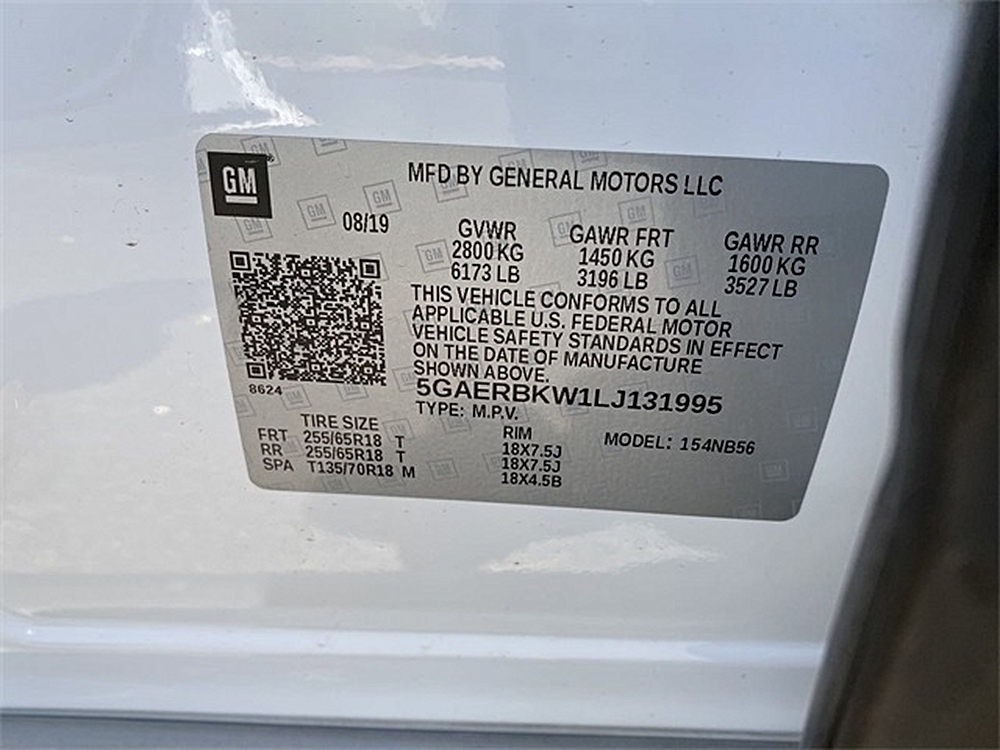 GM
MFD BY GENERAL MOTORS LLC
08/19
GVWR
2800 KG
6173 LB
GAWR FRT
1450 KG
3196 LB
GAWR RR
1600 KG
3527 LB
THIS VEHICLE CONFORMS TO ALL
APPLICABLE U.S. FEDERAL MOTOR
VEHICLE SAFETY STANDARDS IN EFFECT
ON THE DATE OF MANUFACTURE
SHOWN ABOVE.
8624
5GAERBKW1LJ131995
TYPE: M.P.V.
MODEL: 154NB56
TIRE SIZE RIM
FRT 255/65R18 T 18X7.5J
RR 255/65R18 T 18X7.5J
SPA T135/70R18 M 18X4.5B